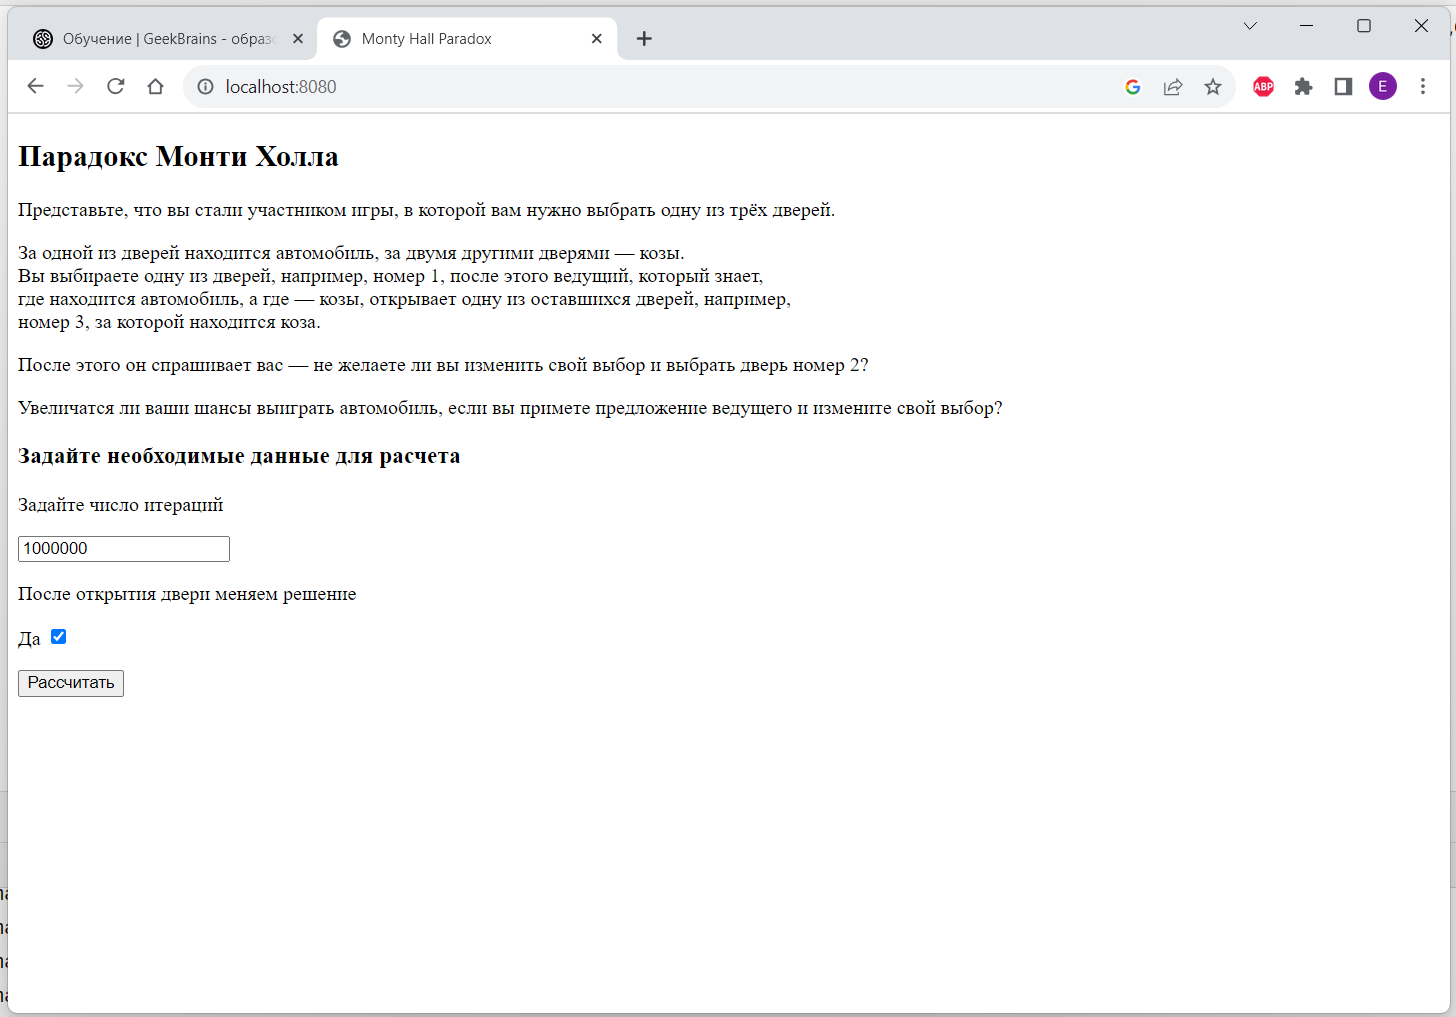 Обучение | GeekBrains - образо
Monty Hall Paradox
localhost:8080
ABP
E
Парадокс Монти Холла
Представьте, что вы стали участником игры, в которой вам нужно выбрать одну из трёх дверей.
За одной из дверей находится автомобиль, за двумя другими дверями — козы.
Вы выбираете одну из дверей, например, номер 1, после этого ведущий, который знает,
где находится автомобиль, а где — козы, открывает одну из оставшихся дверей, например,
номер 3, за которой находится коза.
После этого он спрашивает вас — не желаете ли вы изменить свой выбор и выбрать дверь номер 2?
Увеличатся ли ваши шансы выиграть автомобиль, если вы примете предложение ведущего и измените свой выбор?
Задайте необходимые данные для расчета
Задайте число итераций
1000000
После открытия двери меняем решение
Да
Рассчитать